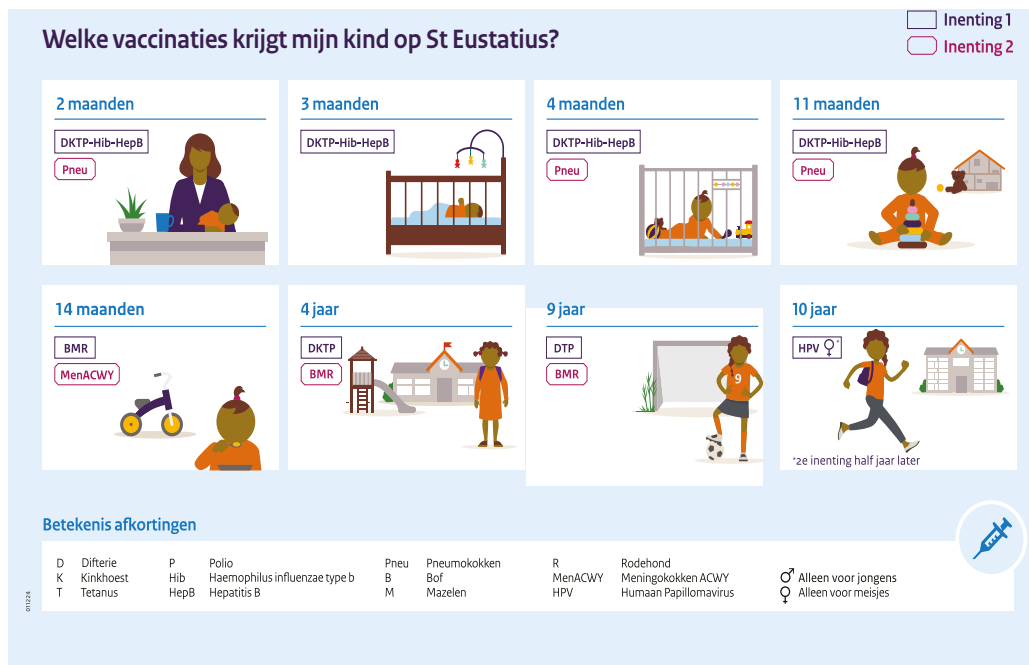 Welke vaccinaties krijgt mijn kind op St Eustatius?
Inenting 1
Inenting 2
2 maanden
DKTP-Hib-HepB
Pneu
3 maanden
DKTP-Hib-HepB
4 maanden
DKTP-Hib-HepB
Pneu
11 maanden
DKTP-Hib-HepB
Pneu
14 maanden
BMR
MenACWY
4 jaar
DKTP
BMR
9 jaar
DTP
BMR
9
10 jaar
HPV ♀*
*2e inenting half jaar later
Betekenis afkortingen
D Difterie
K Kinkhoest
T Tetanus
P Polio
Hib Haemophilus influenzae type b
HepB Hepatitis B
Pneu Pneumokokken
B Bof
M Mazelen
R Rodehond
MenACWY Meningokokken ACWY
HPV Humaan Papillomavirus
♂ Alleen voor jongens
♀ Alleen voor meisjes
011224